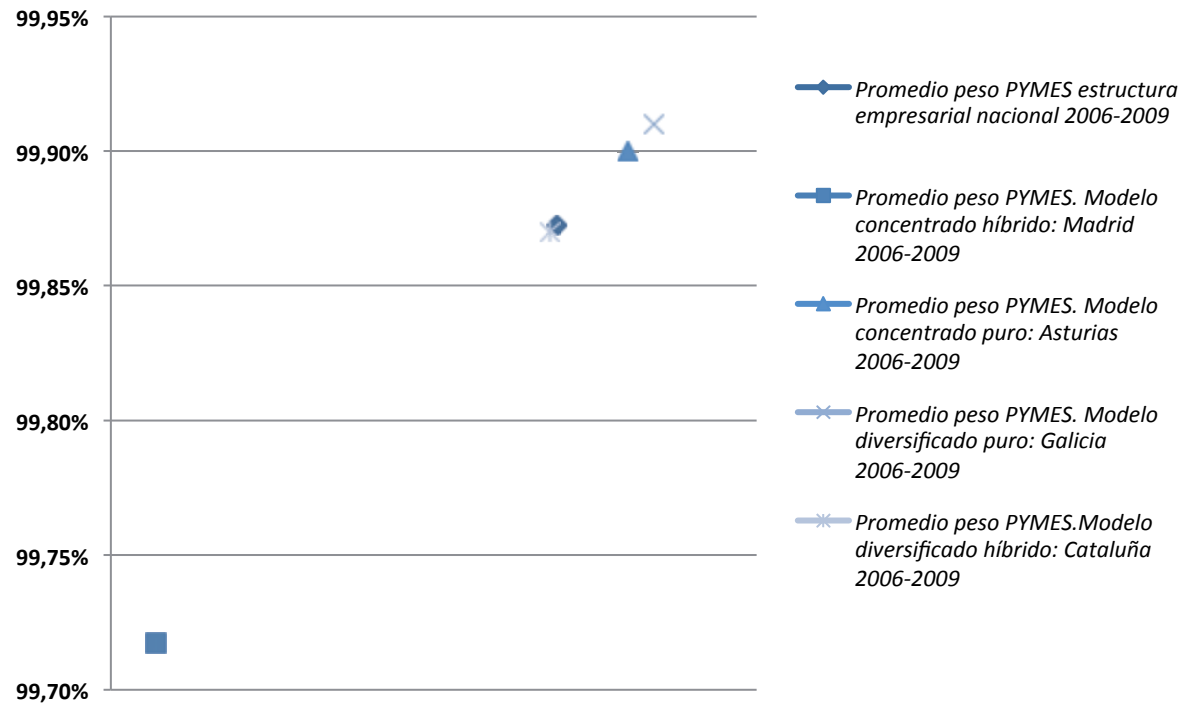 99,95%
99,90%
99,85%
99,80%
99,75%
99,70%
Promedio peso PYMES estructura
empresarial nacional 2006-2009
Promedio peso PYMES. Modelo
concentrado híbrido: Madrid
2006-2009
Promedio peso PYMES. Modelo
concentrado puro: Asturias
2006-2009
Promedio peso PYMES. Modelo
diversificado puro: Galicia
2006-2009
Promedio peso PYMES.Modelo
diversificado híbrido: Cataluña
2006-2009